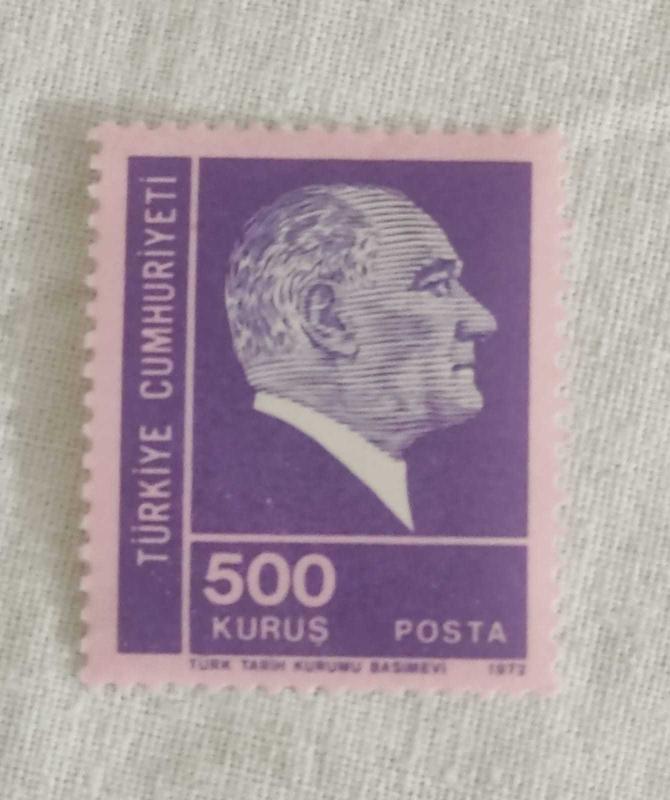 TÜRKİYE CUMHURİYETİ
500
KURUŞ
POSTA
TÜRK TARİH KURUMU BASIMEVİ 1972